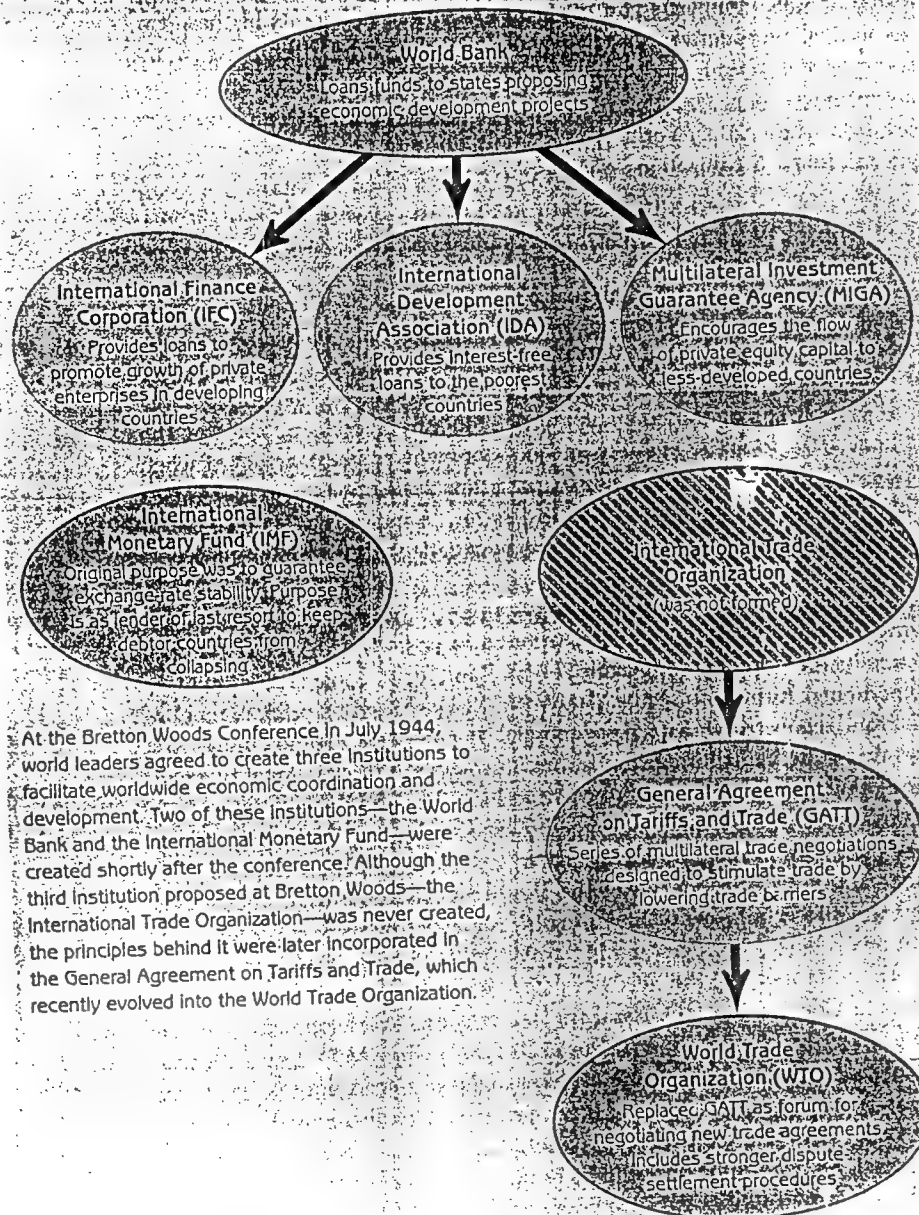 World Bank
Loans funds to states proposing
economic development projects
International Finance
Corporation (IFC)
Provides loans to
promote growth of private
enterprises in developing
countries
International
Development
Association (IDA)
Provides interest-free
loans to the poorest
countries
Multilateral Investment
Guarantee Agency (MIGA)
Encourages the flow
of private equity capital to
less-developed countries
International
Monetary Fund (IMF)
Original purpose was to guarantee
exchange-rate stability. Purpose
is as lender of last resort to keep
debtor countries from
collapsing
International Trade
Organization
(was not formed)
At the Bretton Woods Conference in July 1944,
world leaders agreed to create three institutions to
facilitate worldwide economic coordination and
development. Two of these institutions—the World
Bank and the International Monetary Fund—were
created shortly after the conference. Although the
third institution proposed at Bretton Woods—the
International Trade Organization—was never created,
the principles behind it were later incorporated in
the General Agreement on Tariffs and Trade, which
recently evolved into the World Trade Organization.
General Agreement
on Tariffs and Trade (GATT)
Series of multilateral trade negotiations
designed to stimulate trade by
lowering trade barriers
World Trade
Organization (WTO)
Replaced GATT as forum for
negotiating new trade agreements.
Includes stronger dispute-
settlement procedures